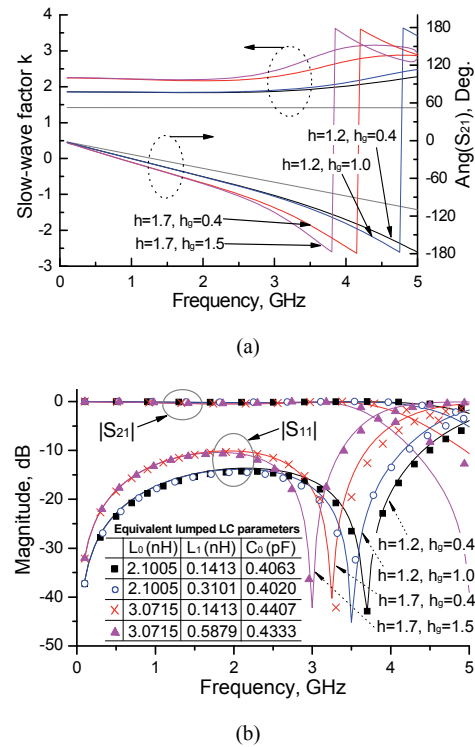 4
3
2
1
0
-1
-2
-3
Slow-wave factor k
180
120
60
0
-60
-120
-180
Ang(S₂₁), Deg.
h=1.2, hg=0.4
h=1.2, hg=1.0
h=1.7, hg=0.4
h=1.7, hg=1.5
0 1 2 3 4 5
Frequency, GHz
(a)
0
-10
-20
-30
-40
-50
Magnitude, dB
|S₂₁|
|S₁₁|
Equivalent lumped LC parameters
L₀ (nH) L₁ (nH) C₀ (pF)
2.1005 0.1413 0.4063
2.1005 0.3101 0.4020
3.0715 0.1413 0.4407
3.0715 0.5879 0.4333
h=1.2, hg=0.4
h=1.2, hg=1.0
h=1.7, hg=0.4
h=1.7, hg=1.5
0 1 2 3 4 5
Frequency, GHz
(b)